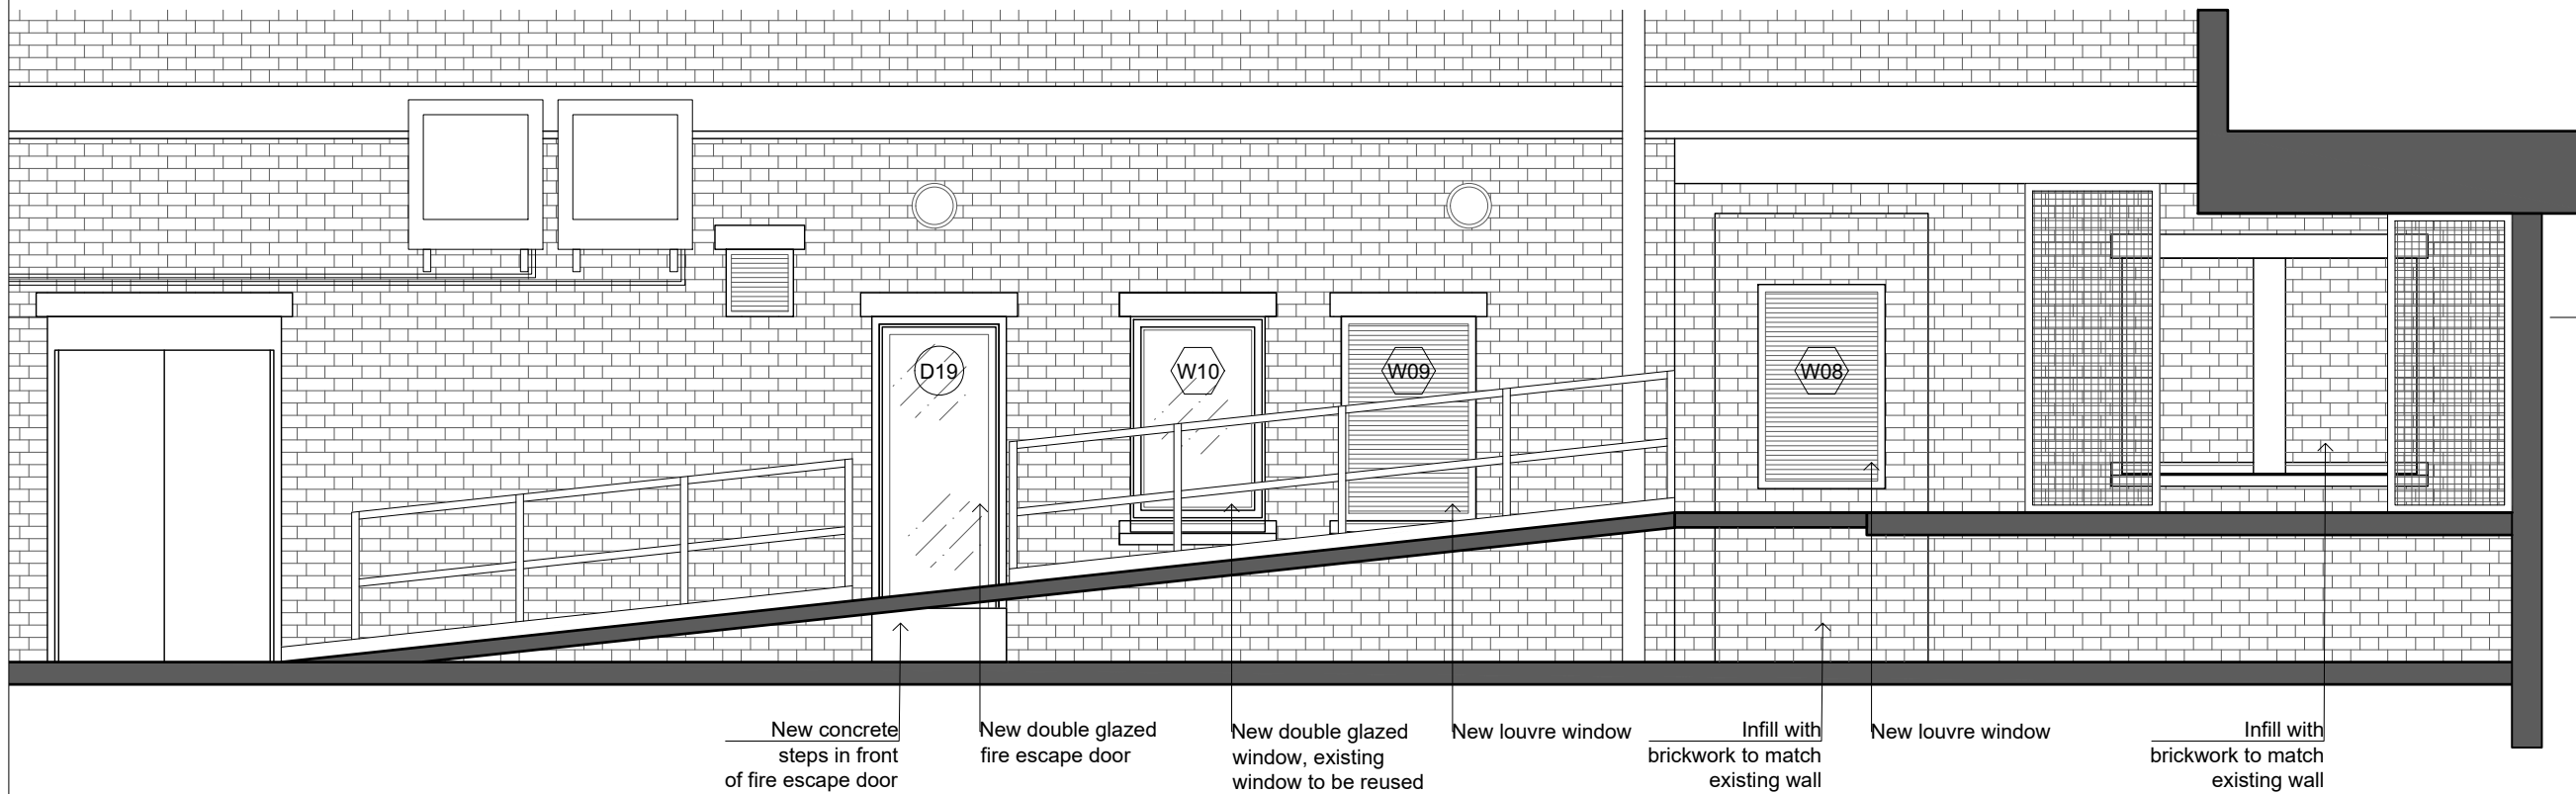 D19
W10
W09
W08
New concrete
steps in front
of fire escape door
New double glazed
fire escape door
New double glazed
window, existing
window to be reused
New louvre window
Infill with
brickwork to match
existing wall
New louvre window
Infill with
brickwork to match
existing wall